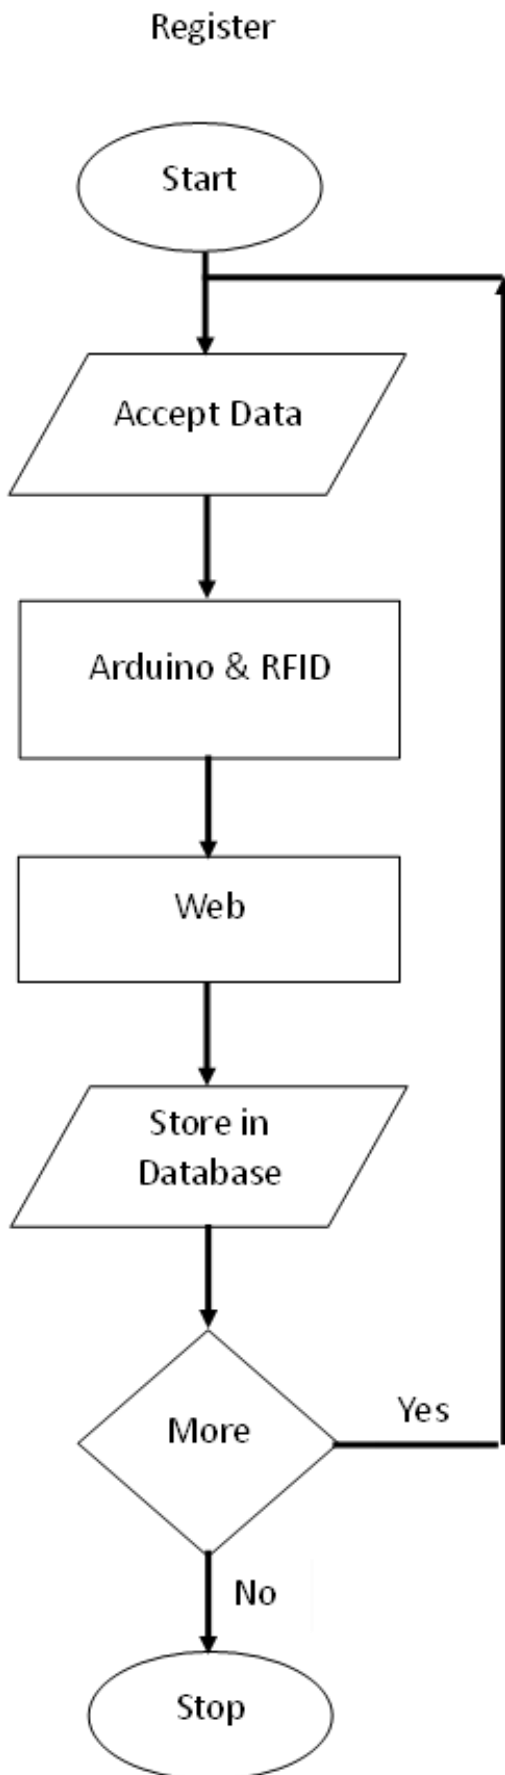 Register
Start
Accept Data
Arduino & RFID
Web
Store in
Database
More
Yes
No
Stop